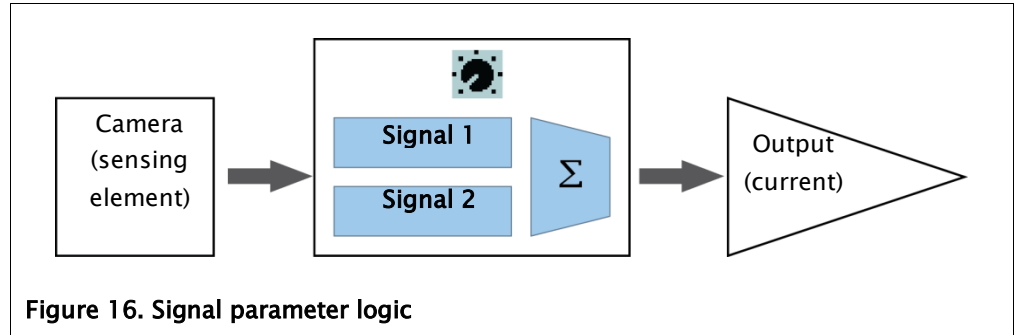 Camera
(sensing
element)
Signal 1
Signal 2
Σ
Output
(current)
Figure 16. Signal parameter logic